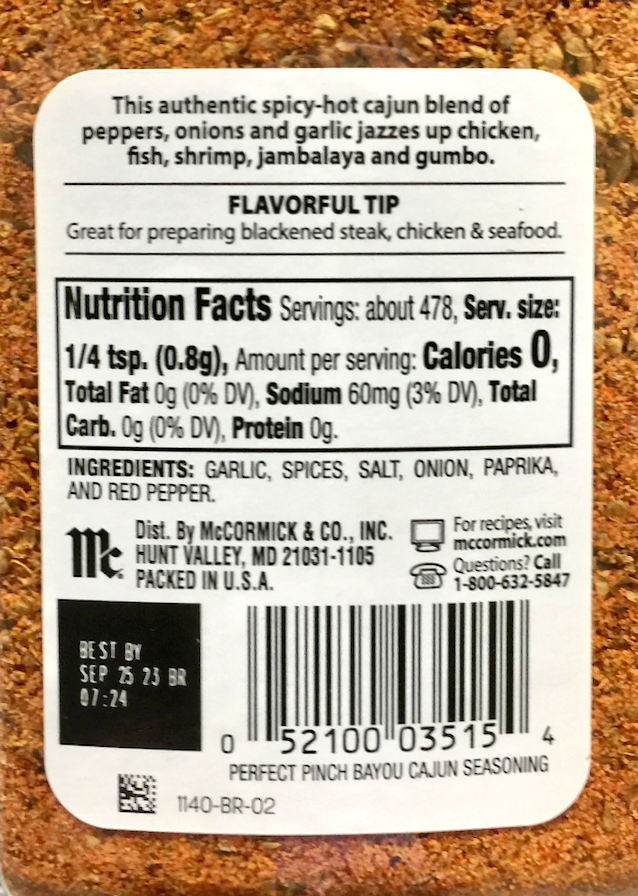 This authentic spicy-hot cajun blend of
peppers, onions and garlic jazzes up chicken,
fish, shrimp, jambalaya and gumbo.
FLAVORFUL TIP
Great for preparing blackened steak, chicken & seafood.
Nutrition Facts Servings: about 478, Serv. size:
1/4 tsp. (0.8g), Amount per serving: Calories 0,
Total Fat 0g (0% DV), Sodium 60mg (3% DV), Total
Carb. 0g (0% DV), Protein 0g.
INGREDIENTS: GARLIC, SPICES, SALT, ONION, PAPRIKA,
AND RED PEPPER.
Mc
Dist. By McCORMICK & CO., INC.
HUNT VALLEY, MD 21031-1105
PACKED IN U.S.A.
For recipes, visit
mccormick.com
Questions? Call
1-800-632-5847
BEST BY
SEP 25 23 BR
07:24
0 52100 03515 4
PERFECT PINCH BAYOU CAJUN SEASONING
1140-BR-02